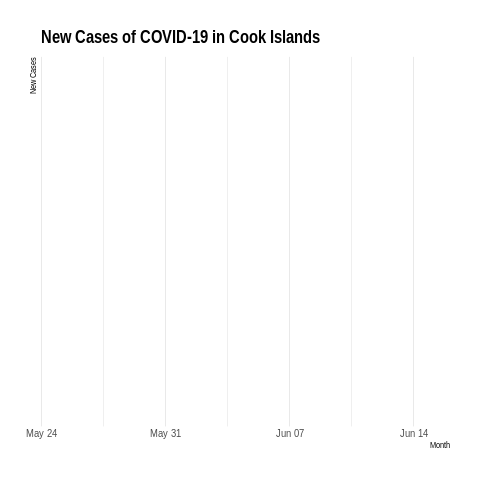 New Cases of COVID-19 in Cook Islands
New Cases
May 24
May 31
Jun 07
Jun 14
Month